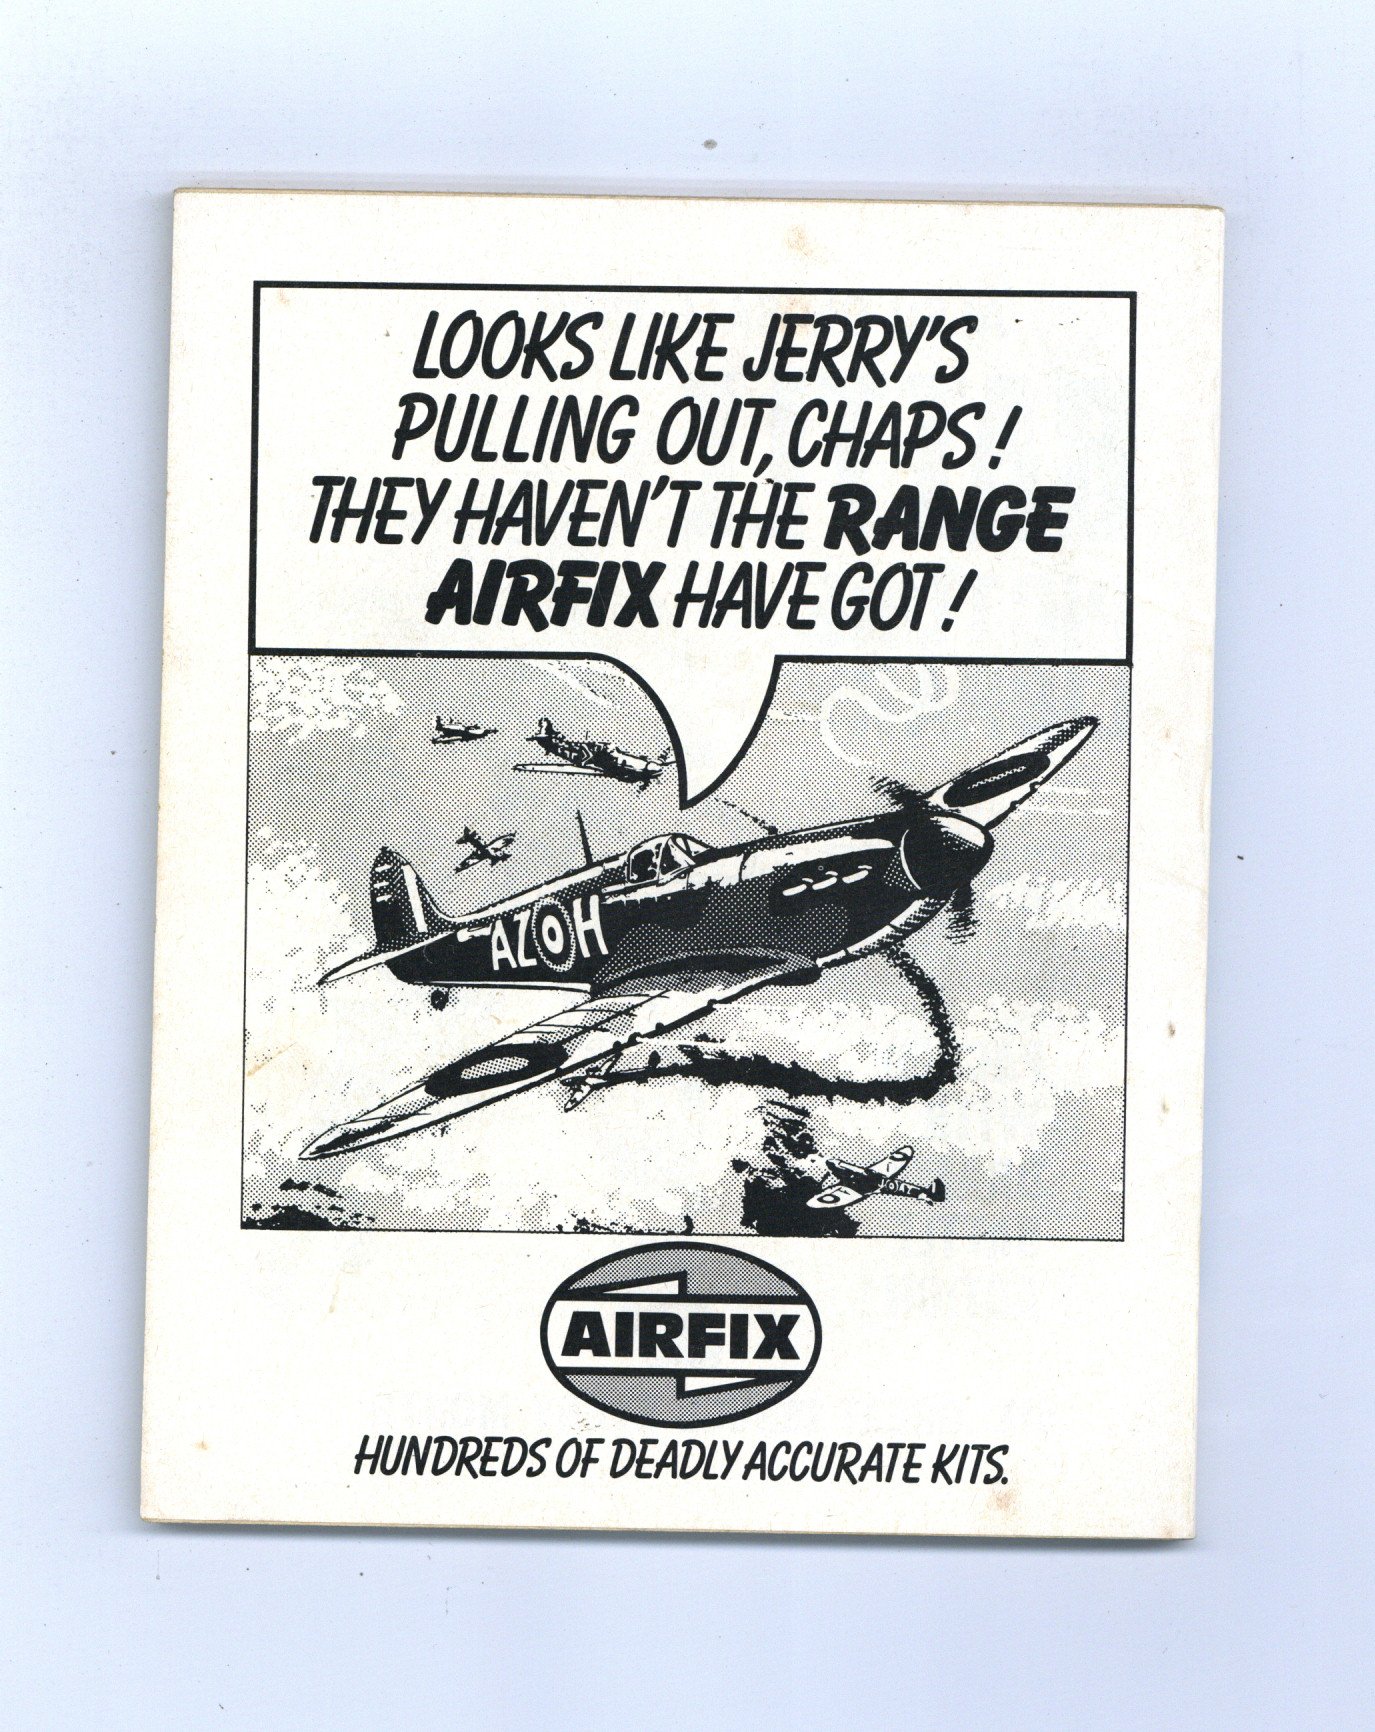 LOOKS LIKE JERRY'S
PULLING OUT, CHAPS!
THEY HAVEN'T THE RANGE
AIRFIX HAVE GOT!
AZ H
AIRFIX
HUNDREDS OF DEADLY ACCURATE KITS.